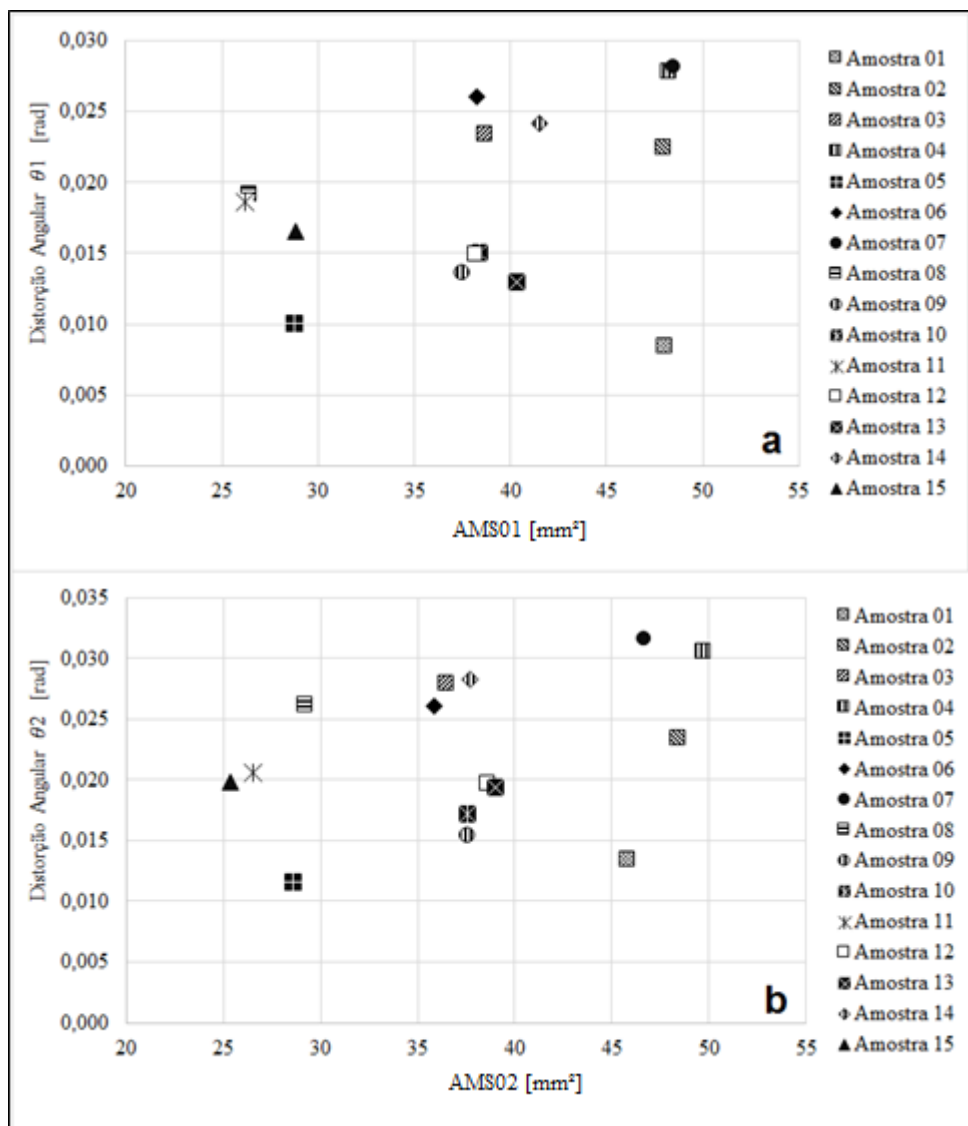 0,030
0,025
0,020
0,015
0,010
0,005
0,000
Distorção Angular θ1 [rad]
20 25 30 35 40 45 50 55
AMS01 [mm²]
a
Amostra 01
Amostra 02
Amostra 03
Amostra 04
Amostra 05
Amostra 06
Amostra 07
Amostra 08
Amostra 09
Amostra 10
Amostra 11
Amostra 12
Amostra 13
Amostra 14
Amostra 15
0,035
0,030
0,025
0,020
0,015
0,010
0,005
0,000
Distorção Angular θ2 [rad]
20 25 30 35 40 45 50 55
AMS02 [mm²]
b
Amostra 01
Amostra 02
Amostra 03
Amostra 04
Amostra 05
Amostra 06
Amostra 07
Amostra 08
Amostra 09
Amostra 10
Amostra 11
Amostra 12
Amostra 13
Amostra 14
Amostra 15